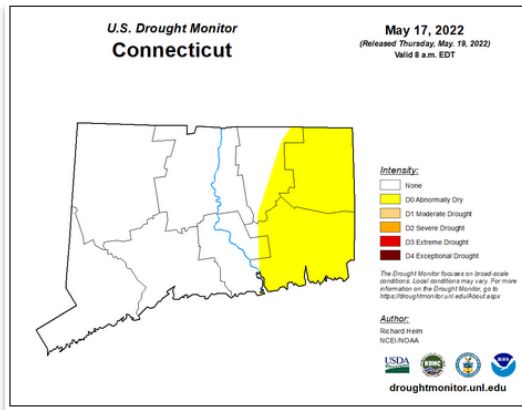 U.S. Drought Monitor
Connecticut
May 17, 2022
(Released Thursday, May. 19, 2022)
Valid 8 a.m. EDT
Intensity:
None
D0 Abnormally Dry
D1 Moderate Drought
D2 Severe Drought
D3 Extreme Drought
D4 Exceptional Drought
The Drought Monitor focuses on broad-scale
conditions. Local conditions may vary. For more
information on the Drought Monitor, go to
https://droughtmonitor.unl.edu/About.aspx
Author:
Richard Heim
NCEI/NOAA
USDA
NDMC
NOAA
droughtmonitor.unl.edu